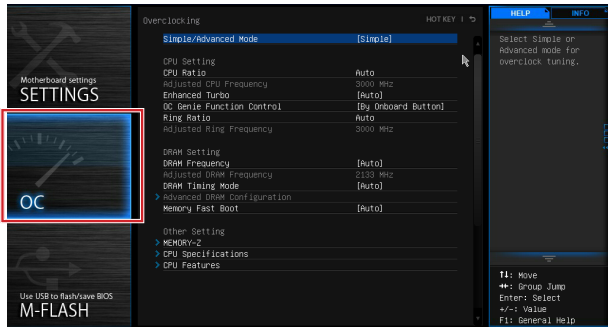 Motherboard settings
SETTINGS
OC
Use USB to flash/save BIOS
M-FLASH
Overclocking
HOT KEY |
Simple/Advanced Mode [Simple]
CPU Setting
CPU Ratio Auto
Adjusted CPU Frequency 3000 MHz
Enhanced Turbo [Auto]
OC Genie Function Control [By Onboard Button]
Ring Ratio Auto
Adjusted Ring Frequency 3000 MHz
DRAM Setting
DRAM Frequency [Auto]
Adjusted DRAM Frequency 2133 MHz
DRAM Timing Mode [Auto]
> Advanced DRAM Configuration
Memory Fast Boot [Auto]
Other Setting
> MEMORY-Z
> CPU Specifications
> CPU Features
HELP INFO
Select Simple or
Advanced mode for
overclock tuning.
↑↓: Move
→←: Group Jump
Enter: Select
+/-: Value
F1: General Help